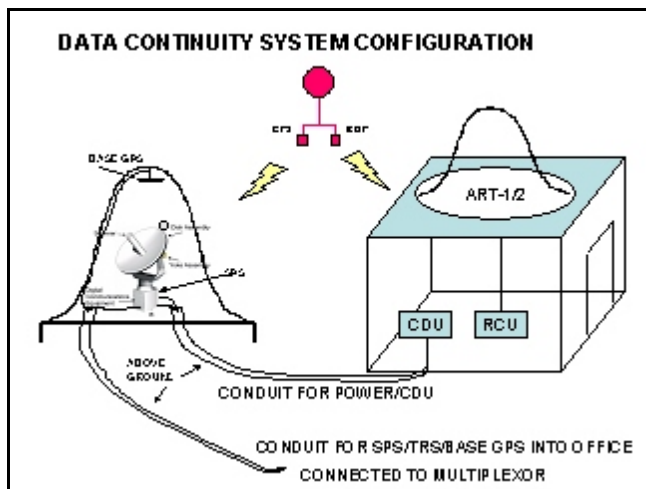 DATA CONTINUITY SYSTEM CONFIGURATION
BASE GPS
ART-1/2
CDU
RCU
ABOVE
GROUND
CONDUIT FOR POWER/CDU
CONDUIT FOR SPS/TRS/BASE GPS INTO OFFICE
CONNECTED TO MULTIPLEXOR